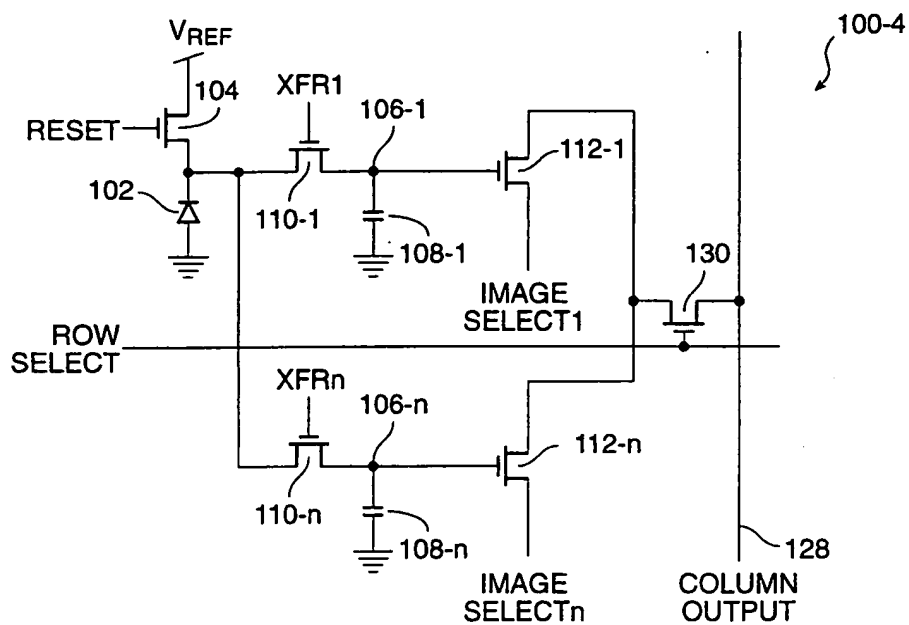 100-4
VREF
104
RESET
XFR1
106-1
112-1
102
110-1
108-1
130
IMAGE
SELECT1
ROW
SELECT
XFRn
106-n
112-n
110-n
108-n
128
IMAGE
SELECTn
COLUMN
OUTPUT